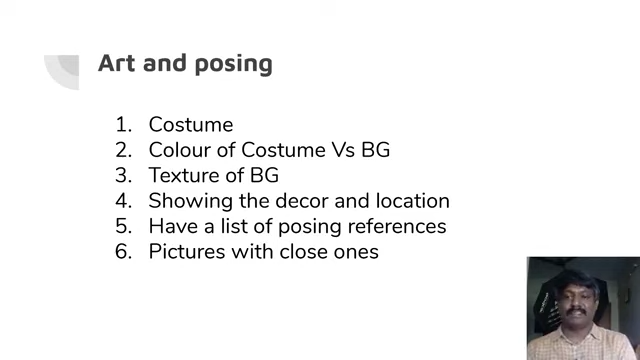 Art and posing
1. Costume
2. Colour of Costume Vs BG
3. Texture of BG
4. Showing the decor and location
5. Have a list of posing references
6. Pictures with close ones